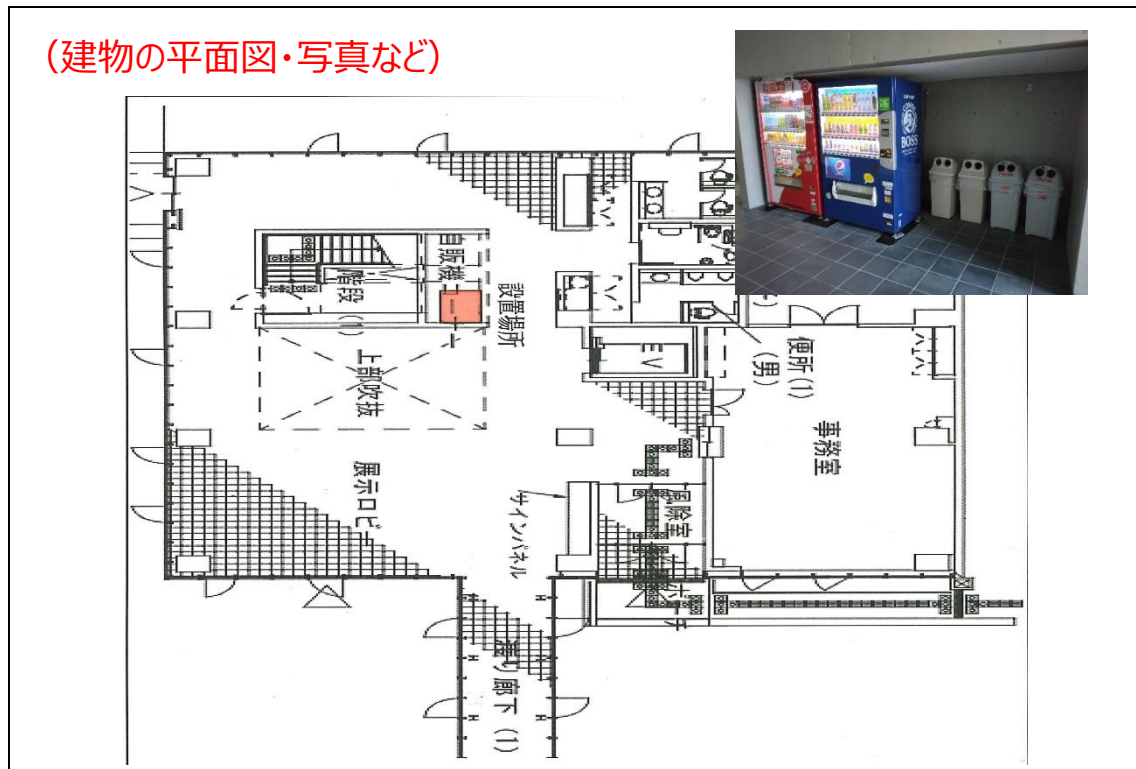 (建物の平面図・写真など)
BOSS
自販機
設置場所
階段(1)
上部吹抜
EV
便所(1)
(男)
事務室
展示ロビ
サインパネル
風除室
渡り廊下(1)